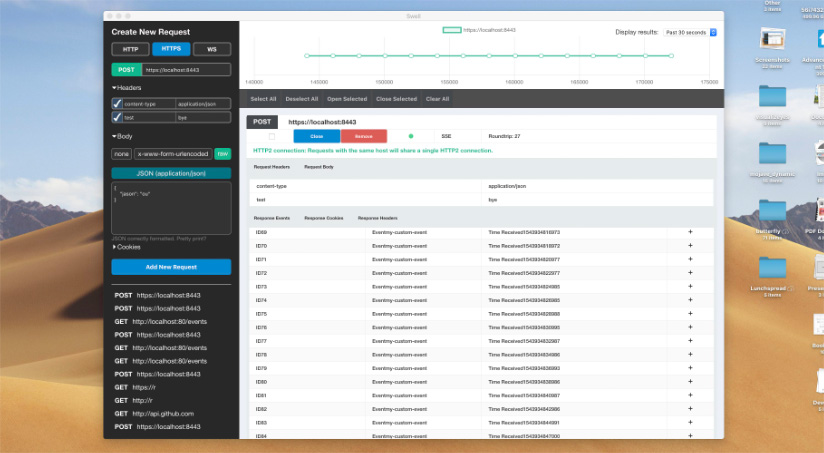 Swell
Create New Request
HTTP HTTPS WS
POST https://localhost:8443
Headers
content-type application/json
test bye
Body
none x-www-form-urlencoded raw
JSON (application/json)
{
}
JSON correctly formatted. Pretty print?
Cookies
Add New Request
POST https://localhost:8443
POST https://localhost:8443
GET http://localhost:80/events
POST https://localhost:8443
GET http://localhost:80/events
GET http://localhost:80/events
POST https://localhost:8443
GET https://r
GET http://r
GET http://api.github.com
POST https://localhost:8443
https://localhost:8443
Display results: Past 30 seconds
140000 145000 150000 155000 160000 165000 170000 175000
Select All Deselect All Open Selected Close Selected Clear All
POST https://localhost:8443
Close Remove SSE Roundtrip: 27
HTTP2 connection: Requests with the same host will share a single HTTP2 connection.
Request Headers Request Body
content-type application/json
test bye
Response Events Response Cookies Response Headers
ID69 Eventmy-custom-event Time Received1543934818973 +
ID70 Eventmy-custom-event Time Received1543934818973 +
ID71 Eventmy-custom-event Time Received1543934820977 +
ID72 Eventmy-custom-event Time Received1543934822977 +
ID73 Eventmy-custom-event Time Received1543934824985 +
ID74 Eventmy-custom-event Time Received1543934826988 +
ID75 Eventmy-custom-event Time Received1543934828988 +
ID76 Eventmy-custom-event Time Received1543934830985 +
ID77 Eventmy-custom-event Time Received1543934832987 +
ID78 Eventmy-custom-event Time Received1543934834986 +
ID79 Eventmy-custom-event Time Received1543934836993 +
ID80 Eventmy-custom-event Time Received1543934838986 +
ID81 Eventmy-custom-event Time Received1543934840987 +
ID82 Eventmy-custom-event Time Received1543934842986 +
ID83 Eventmy-custom-event Time Received1543934844991 +
ID84 Eventmy-custom-event Time Received1543934847000 +
Other
2 items
Screenshots
Lunchspread
3 items